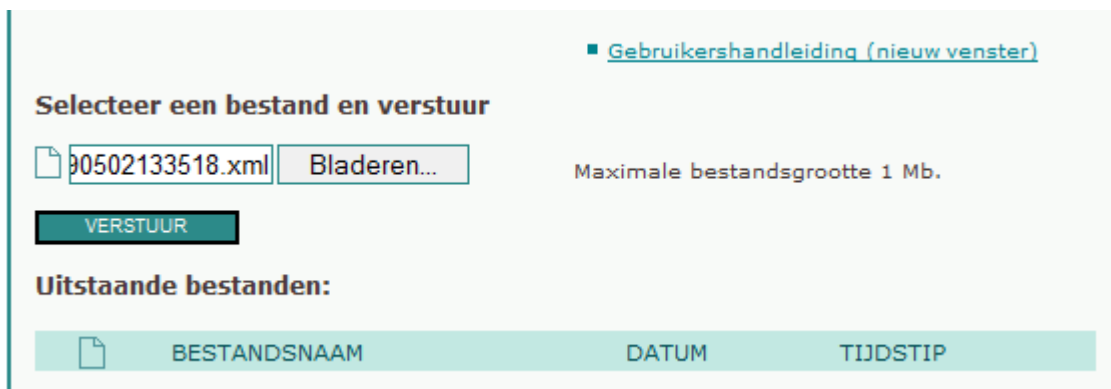 Gebruikershandleiding (nieuw venster)
Selecteer een bestand en verstuur
90502133518.xml Bladeren... Maximale bestandsgrootte 1 Mb.
VERSTUUR
Uitstaande bestanden:
BESTANDSNAAM DATUM TIJDSTIP